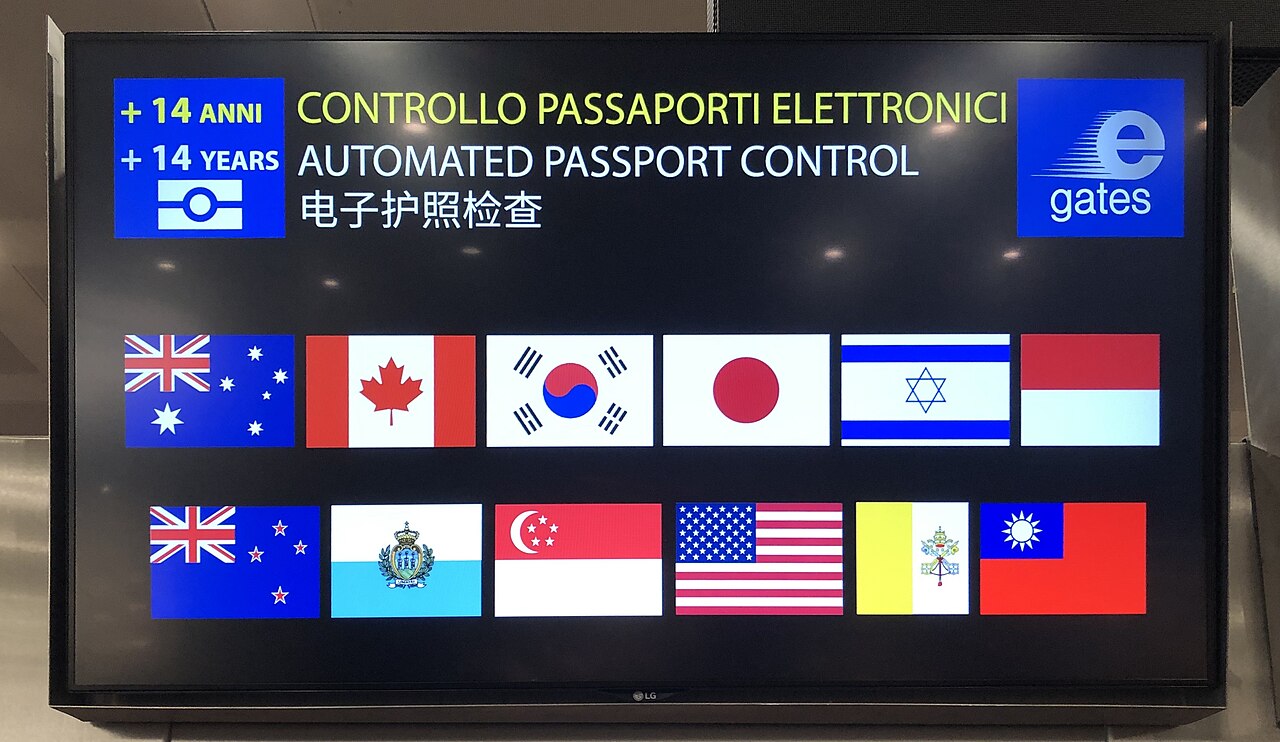 + 14 ANNI
+ 14 YEARS
CONTROLLO PASSAPORTI ELETTRONICI
AUTOMATED PASSPORT CONTROL
电子护照检查
e
gates
LG